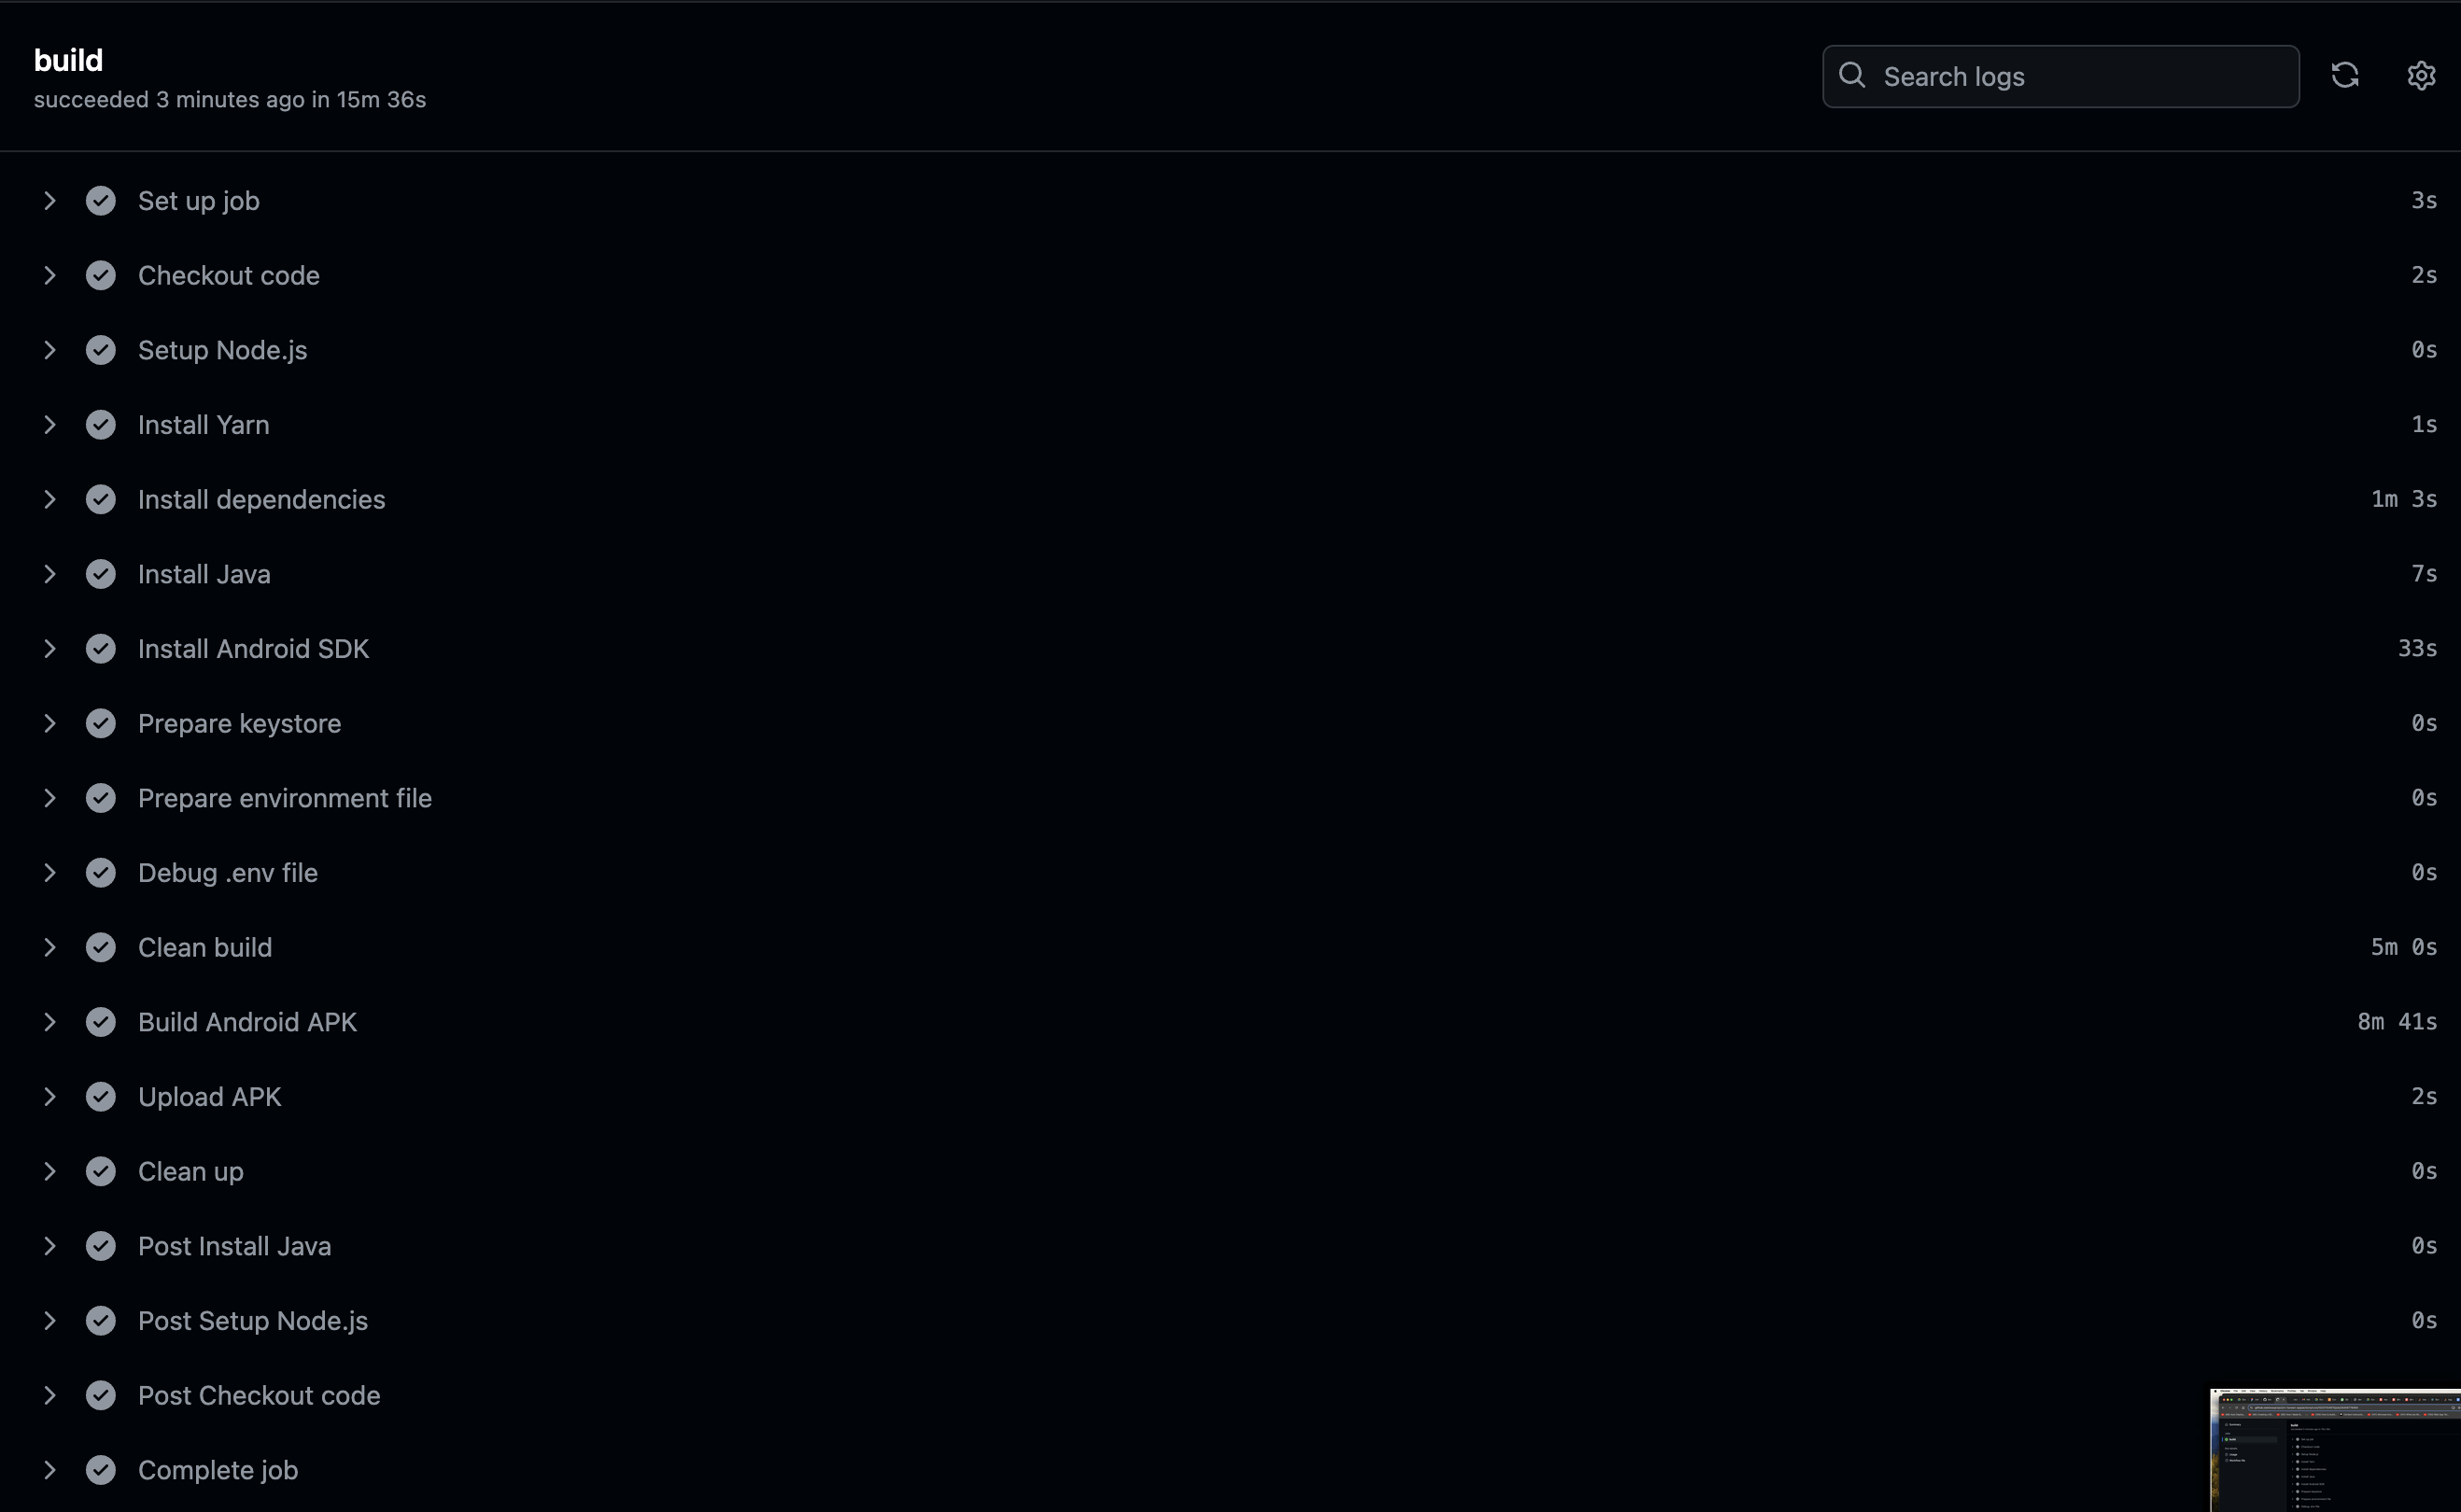 build
succeeded 3 minutes ago in 15m 36s
Search logs
Set up job 3s
Checkout code 2s
Setup Node.js 0s
Install Yarn 1s
Install dependencies 1m 3s
Install Java 7s
Install Android SDK 33s
Prepare keystore 0s
Prepare environment file 0s
Debug .env file 0s
Clean build 5m 0s
Build Android APK 8m 41s
Upload APK 2s
Clean up 0s
Post Install Java 0s
Post Setup Node.js 0s
Post Checkout code
Complete job